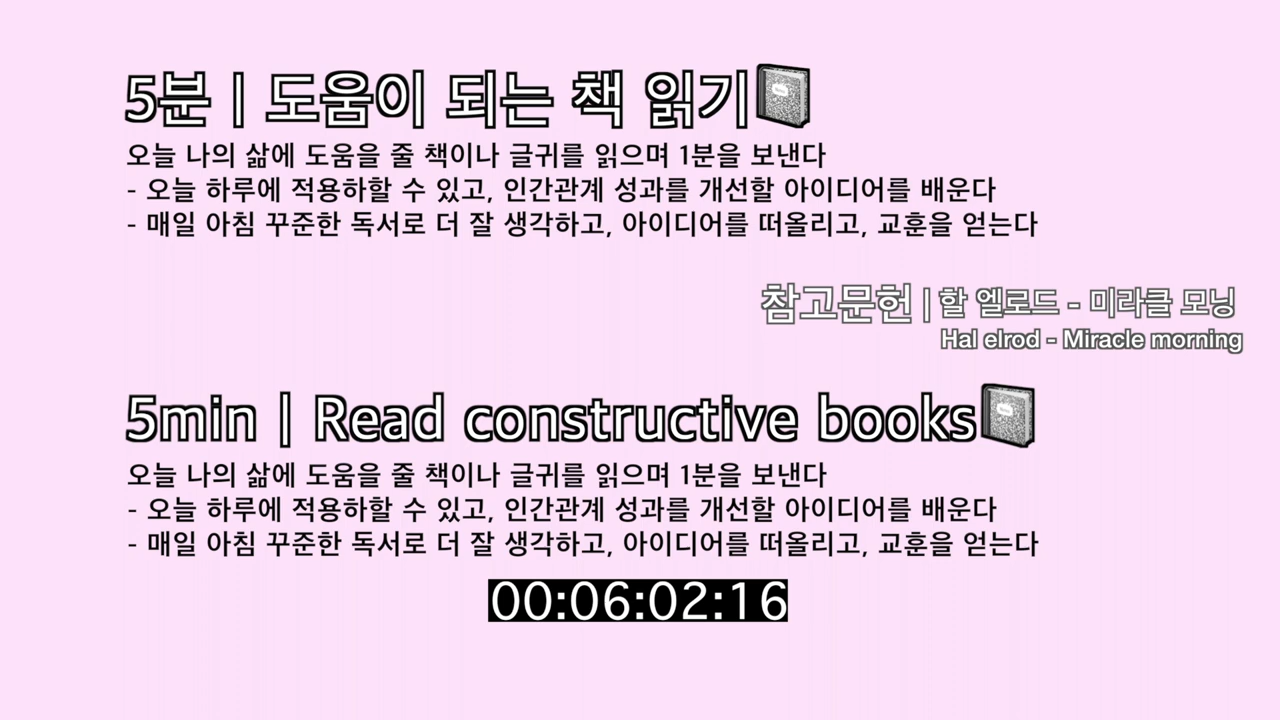 5분 | 도움이 되는 책 읽기
오늘 나의 삶에 도움을 줄 책이나 글귀를 읽으며 1분을 보낸다
- 오늘 하루에 적용하할 수 있고, 인간관계 성과를 개선할 아이디어를 배운다
- 매일 아침 꾸준한 독서로 더 잘 생각하고, 아이디어를 떠올리고, 교훈을 얻는다
참고문헌 | 할 엘로드 - 미라클 모닝
Hal elrod - Miracle morning
5min | Read constructive books
오늘 나의 삶에 도움을 줄 책이나 글귀를 읽으며 1분을 보낸다
- 오늘 하루에 적용하할 수 있고, 인간관계 성과를 개선할 아이디어를 배운다
- 매일 아침 꾸준한 독서로 더 잘 생각하고, 아이디어를 떠올리고, 교훈을 얻는다
00:06:02:16